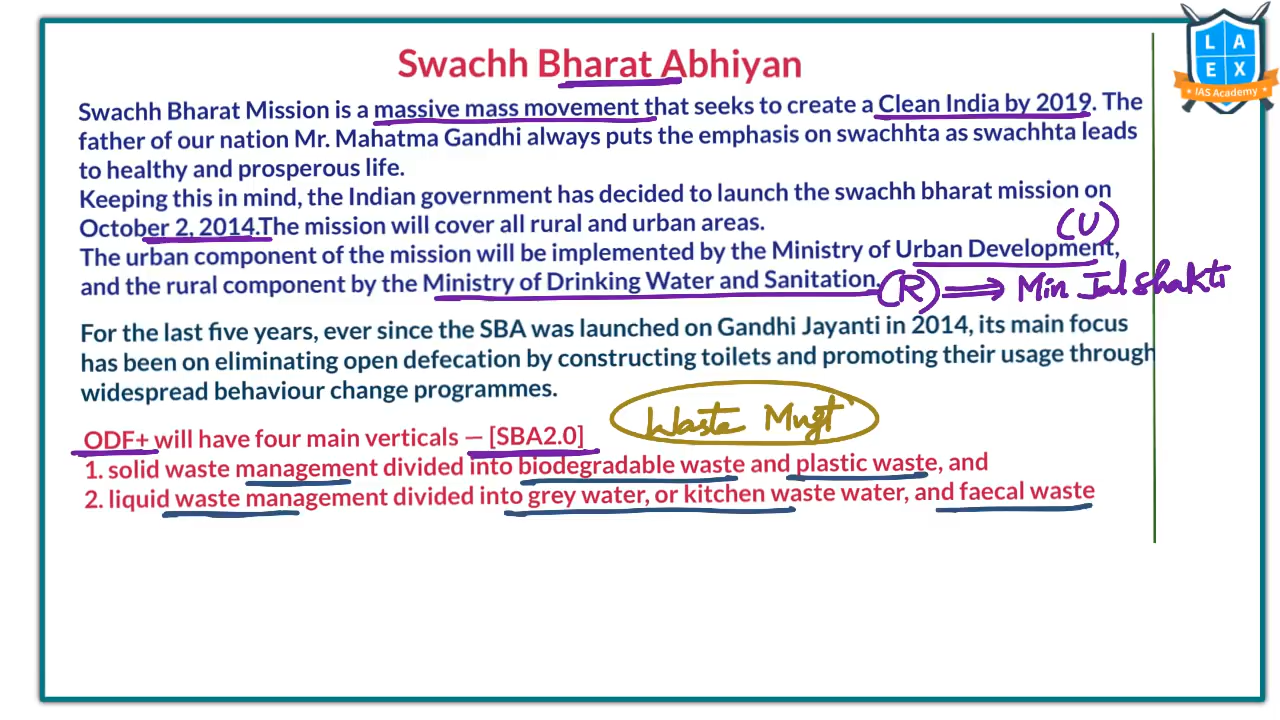 L A
E X
IAS Academy
Swachh Bharat Abhiyan
Swachh Bharat Mission is a massive mass movement that seeks to create a Clean India by 2019. The
father of our nation Mr. Mahatma Gandhi always puts the emphasis on swachhta as swachhta leads
to healthy and prosperous life.
Keeping this in mind, the Indian government has decided to launch the swachh bharat mission on
October 2, 2014.The mission will cover all rural and urban areas.
(U)
The urban component of the mission will be implemented by the Ministry of Urban Development,
and the rural component by the Ministry of Drinking Water and Sanitation. (R) ⟹ Min Jal Shakti
For the last five years, ever since the SBA was launched on Gandhi Jayanti in 2014, its main focus
has been on eliminating open defecation by constructing toilets and promoting their usage through
widespread behaviour change programmes.
Waste Mngt
ODF+ will have four main verticals — [SBA2.0]
1. solid waste management divided into biodegradable waste and plastic waste, and
2. liquid waste management divided into grey water, or kitchen waste water, and faecal waste